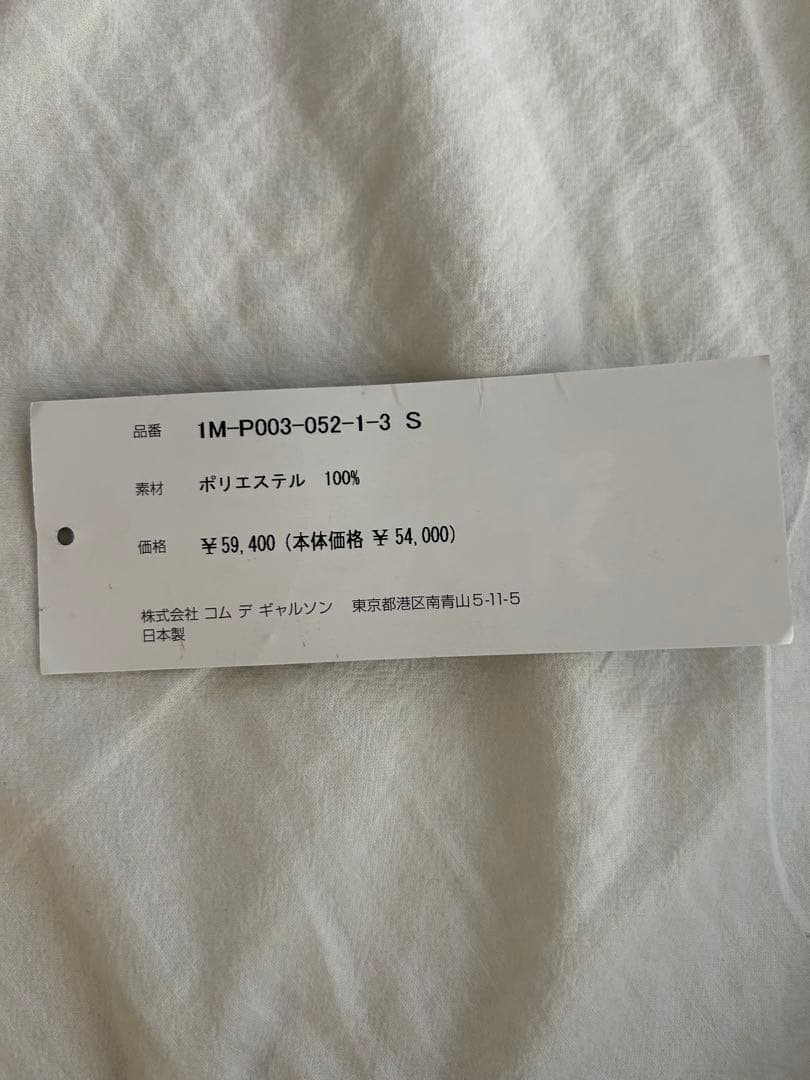 品番 1M-P003-052-1-3 S
素材 ポリエステル 100%
価格 ¥59,400 (本体価格 ¥54,000)
株式会社 コム デ ギャルソン 東京都港区南青山5-11-5
日本製